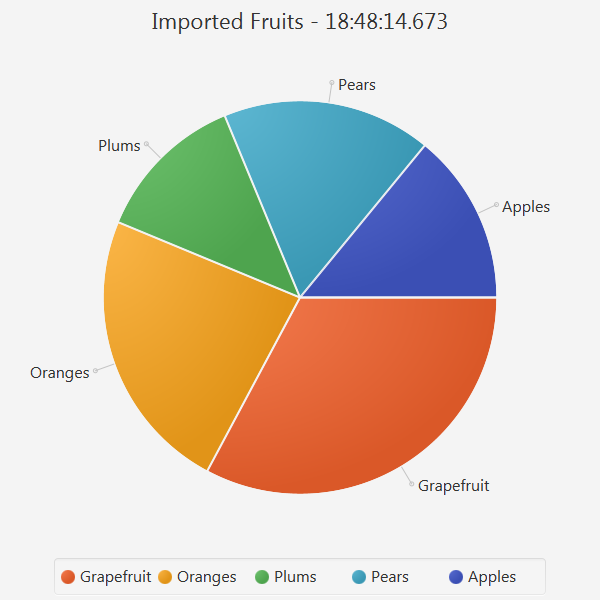 Imported Fruits - 18:48:14.673
Pears
Plums
Apples
Oranges
Grapefruit
Grapefruit Oranges Plums Pears Apples